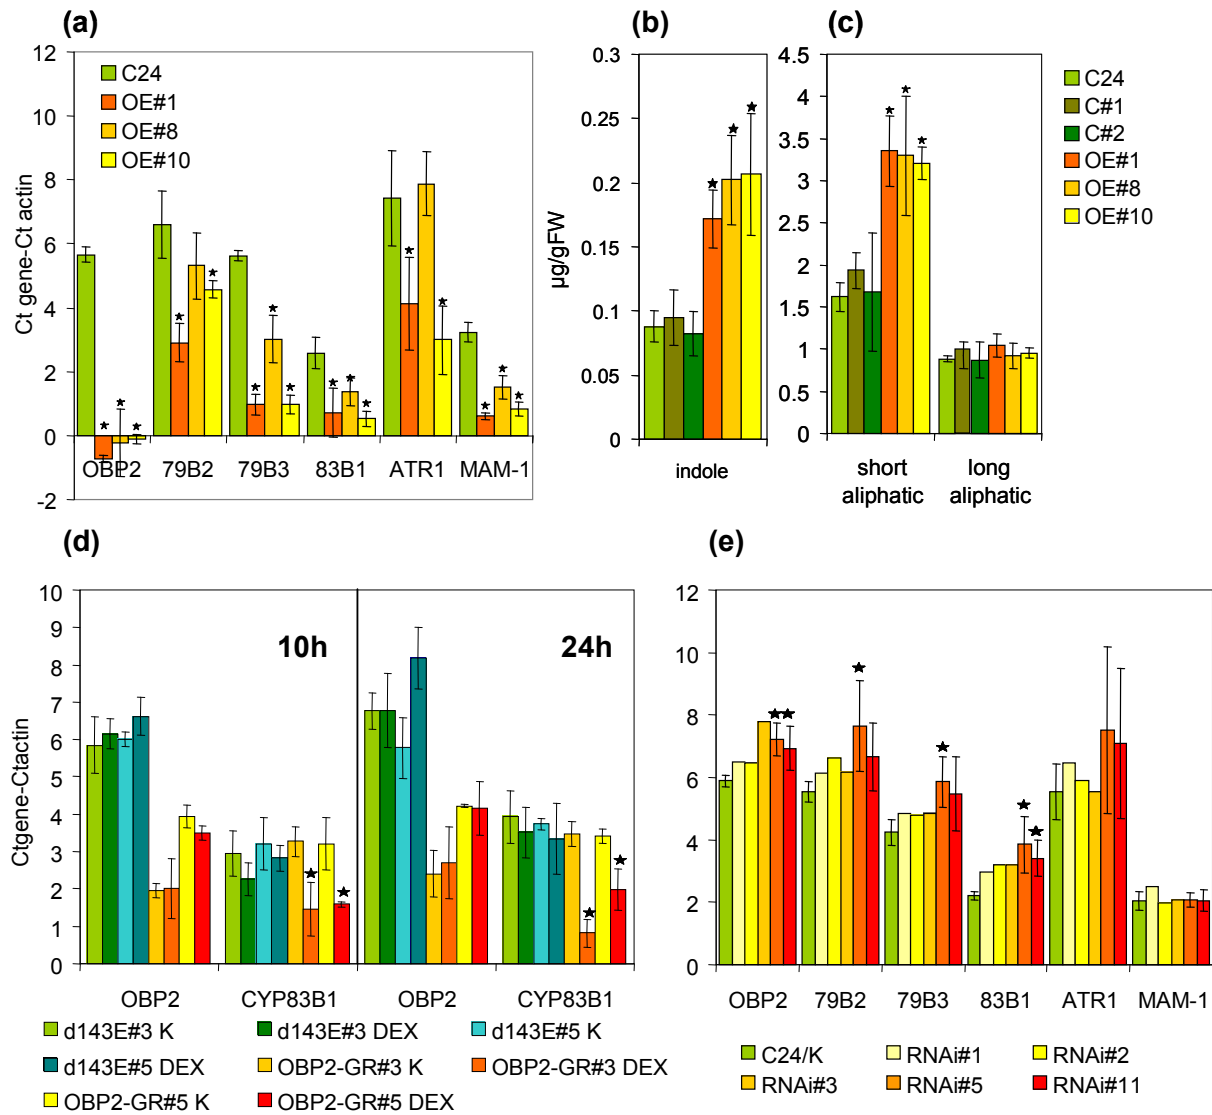 (a)
(b)
(c)
12
10
8
6
4
2
0
-2
Ct gene-Ct actin
C24
OE#1
OE#8
OE#10
OBP2 79B2 79B3 83B1 ATR1 MAM-1
0.3
0.25
0.2
0.15
0.1
0.05
0
µg/gFW
indole
4.5
4
3.5
3
2.5
2
1.5
1
0.5
0
short aliphatic
long aliphatic
C24
C#1
C#2
OE#1
OE#8
OE#10
(d)
(e)
10
9
8
7
6
5
4
3
2
1
0
Ctgene-Ctactin
10h
24h
OBP2 CYP83B1 OBP2 CYP83B1
d143E#3 K
d143E#3 DEX
d143E#5 K
d143E#5 DEX
OBP2-GR#3 K
OBP2-GR#3 DEX
OBP2-GR#5 K
OBP2-GR#5 DEX
12
10
8
6
4
2
0
OBP2 79B2 79B3 83B1 ATR1 MAM-1
C24/K
RNAi#1
RNAi#2
RNAi#3
RNAi#5
RNAi#11